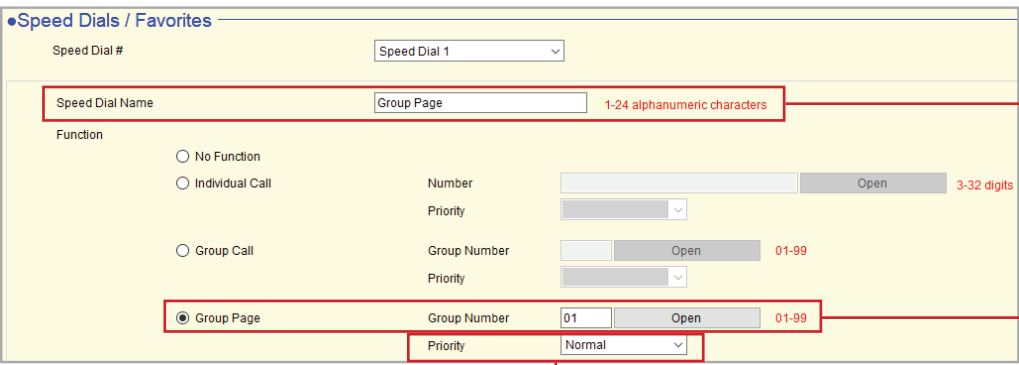 ●Speed Dials / Favorites
Speed Dial # Speed Dial 1
Speed Dial Name Group Page 1-24 alphanumeric characters
Function
No Function
Individual Call Number Open 3-32 digits
Priority
Group Call Group Number Open 01-99
Priority
Group Page Group Number 01 Open 01-99
Priority Normal